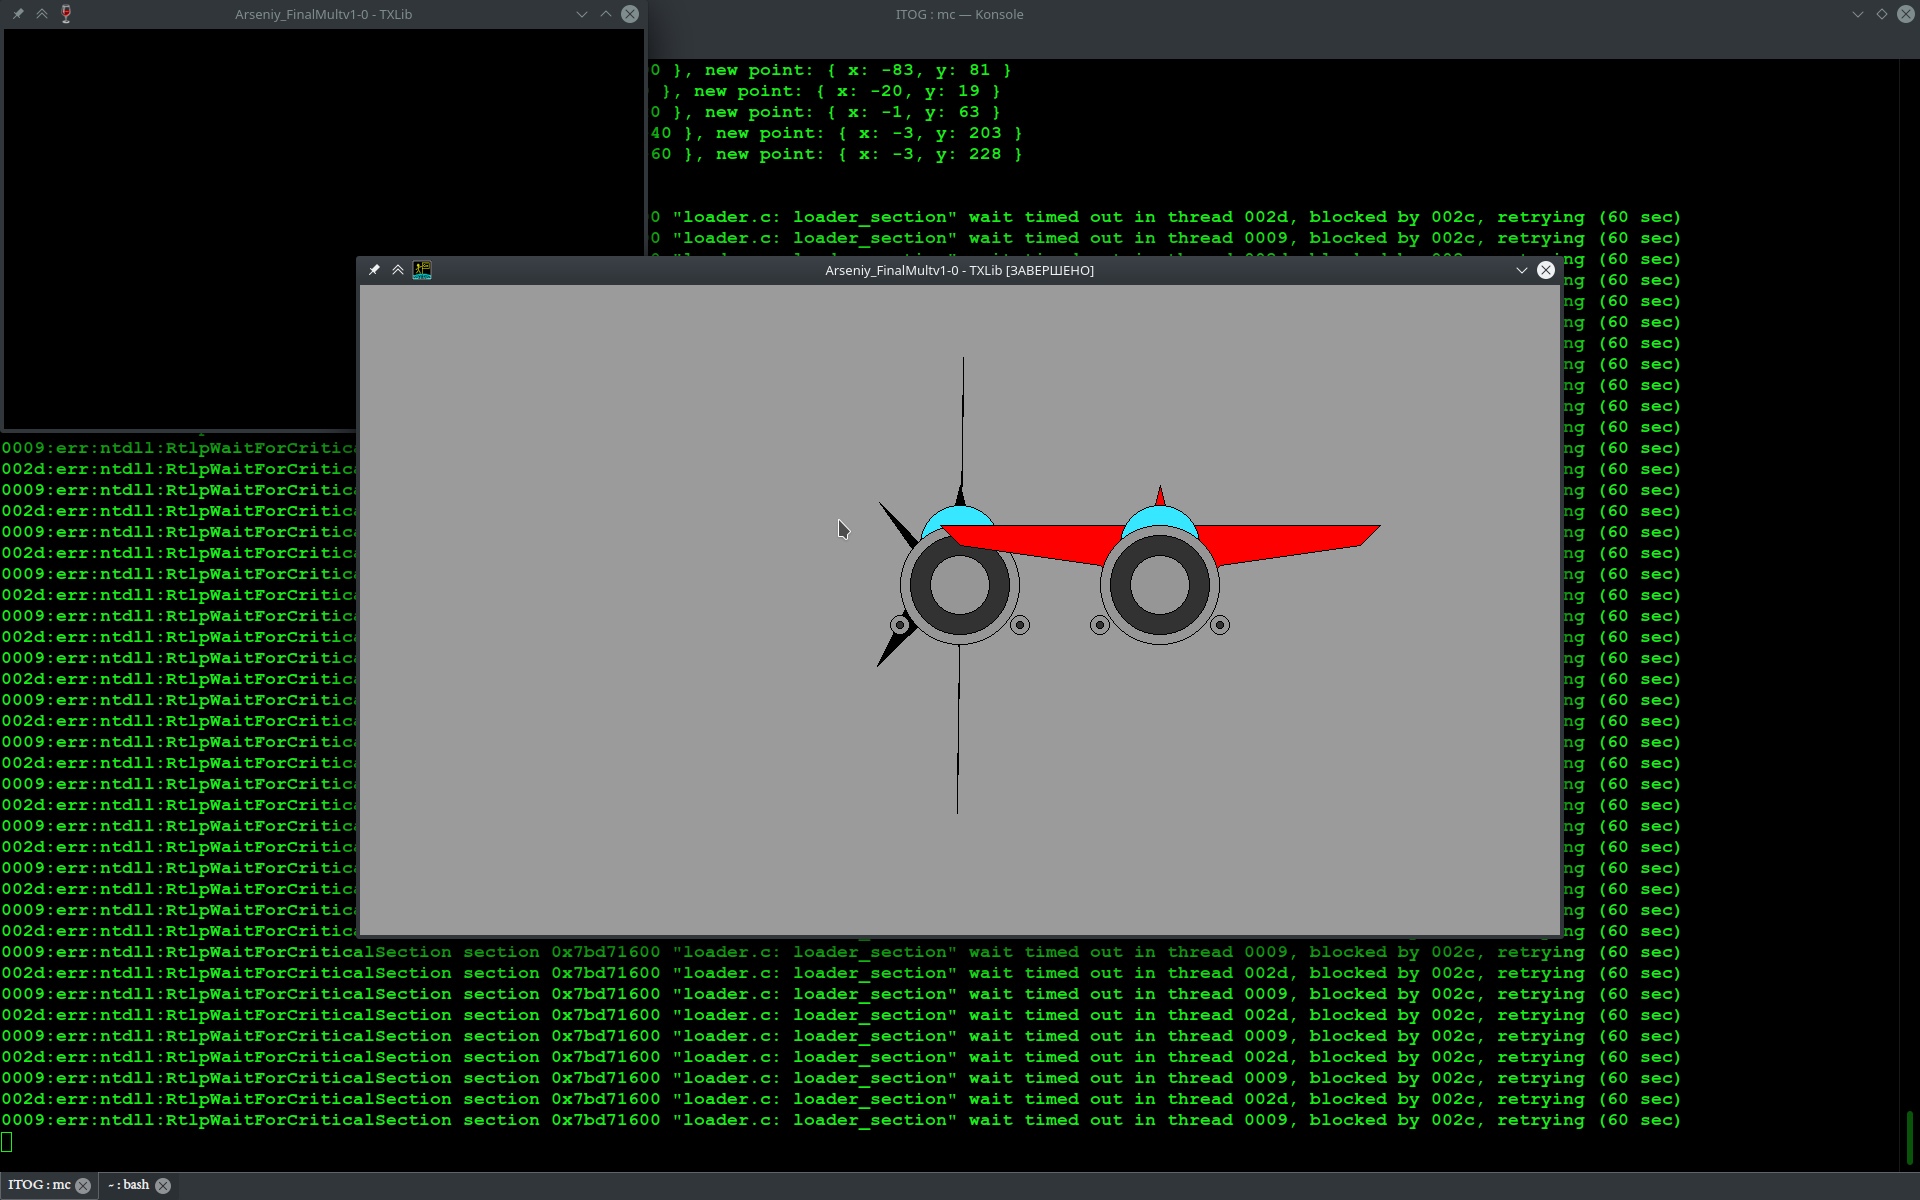 Arseniy_FinalMultv1-0 - TXLib
ITOG : mc — Konsole
0 }, new point: { x: -83, y: 81 }
}, new point: { x: -20, y: 19 }
0 }, new point: { x: -1, y: 63 }
40 }, new point: { x: -3, y: 203 }
60 }, new point: { x: -3, y: 228 }
0 "loader.c: loader_section" wait timed out in thread 002d, blocked by 002c, retrying (60 sec)
0 "loader.c: loader_section" wait timed out in thread 0009, blocked by 002c, retrying (60 sec)
Arseniy_FinalMultv1-0 - TXLib [ЗАВЕРШЕНО]
ng (60 sec)
ng (60 sec)
ng (60 sec)
ng (60 sec)
ng (60 sec)
ng (60 sec)
ng (60 sec)
ng (60 sec)
ng (60 sec)
0009:err:ntdll:RtlpWaitForCritica ng (60 sec)
002d:err:ntdll:RtlpWaitForCritica ng (60 sec)
0009:err:ntdll:RtlpWaitForCritica ng (60 sec)
002d:err:ntdll:RtlpWaitForCritica ng (60 sec)
0009:err:ntdll:RtlpWaitForCritica ng (60 sec)
002d:err:ntdll:RtlpWaitForCritica ng (60 sec)
0009:err:ntdll:RtlpWaitForCritica ng (60 sec)
002d:err:ntdll:RtlpWaitForCritica ng (60 sec)
0009:err:ntdll:RtlpWaitForCritica ng (60 sec)
002d:err:ntdll:RtlpWaitForCritica ng (60 sec)
0009:err:ntdll:RtlpWaitForCritica ng (60 sec)
002d:err:ntdll:RtlpWaitForCritica ng (60 sec)
0009:err:ntdll:RtlpWaitForCritica ng (60 sec)
002d:err:ntdll:RtlpWaitForCritica ng (60 sec)
0009:err:ntdll:RtlpWaitForCritica ng (60 sec)
002d:err:ntdll:RtlpWaitForCritica ng (60 sec)
0009:err:ntdll:RtlpWaitForCritica ng (60 sec)
002d:err:ntdll:RtlpWaitForCritica ng (60 sec)
0009:err:ntdll:RtlpWaitForCritica ng (60 sec)
002d:err:ntdll:RtlpWaitForCritica ng (60 sec)
0009:err:ntdll:RtlpWaitForCritica ng (60 sec)
002d:err:ntdll:RtlpWaitForCritica ng (60 sec)
0009:err:ntdll:RtlpWaitForCritica ng (60 sec)
002d:err:ntdll:RtlpWaitForCritica ng (60 sec)
0009:err:ntdll:RtlpWaitForCriticalSection section 0x7bd71600 "loader.c: loader_section" wait timed out in thread 0009, blocked by 002c, retrying (60 sec)
002d:err:ntdll:RtlpWaitForCriticalSection section 0x7bd71600 "loader.c: loader_section" wait timed out in thread 002d, blocked by 002c, retrying (60 sec)
0009:err:ntdll:RtlpWaitForCriticalSection section 0x7bd71600 "loader.c: loader_section" wait timed out in thread 0009, blocked by 002c, retrying (60 sec)
002d:err:ntdll:RtlpWaitForCriticalSection section 0x7bd71600 "loader.c: loader_section" wait timed out in thread 002d, blocked by 002c, retrying (60 sec)
0009:err:ntdll:RtlpWaitForCriticalSection section 0x7bd71600 "loader.c: loader_section" wait timed out in thread 0009, blocked by 002c, retrying (60 sec)
002d:err:ntdll:RtlpWaitForCriticalSection section 0x7bd71600 "loader.c: loader_section" wait timed out in thread 002d, blocked by 002c, retrying (60 sec)
0009:err:ntdll:RtlpWaitForCriticalSection section 0x7bd71600 "loader.c: loader_section" wait timed out in thread 0009, blocked by 002c, retrying (60 sec)
002d:err:ntdll:RtlpWaitForCriticalSection section 0x7bd71600 "loader.c: loader_section" wait timed out in thread 002d, blocked by 002c, retrying (60 sec)
0009:err:ntdll:RtlpWaitForCriticalSection section 0x7bd71600 "loader.c: loader_section" wait timed out in thread 0009, blocked by 002c, retrying (60 sec)
ITOG : mc
~ : bash